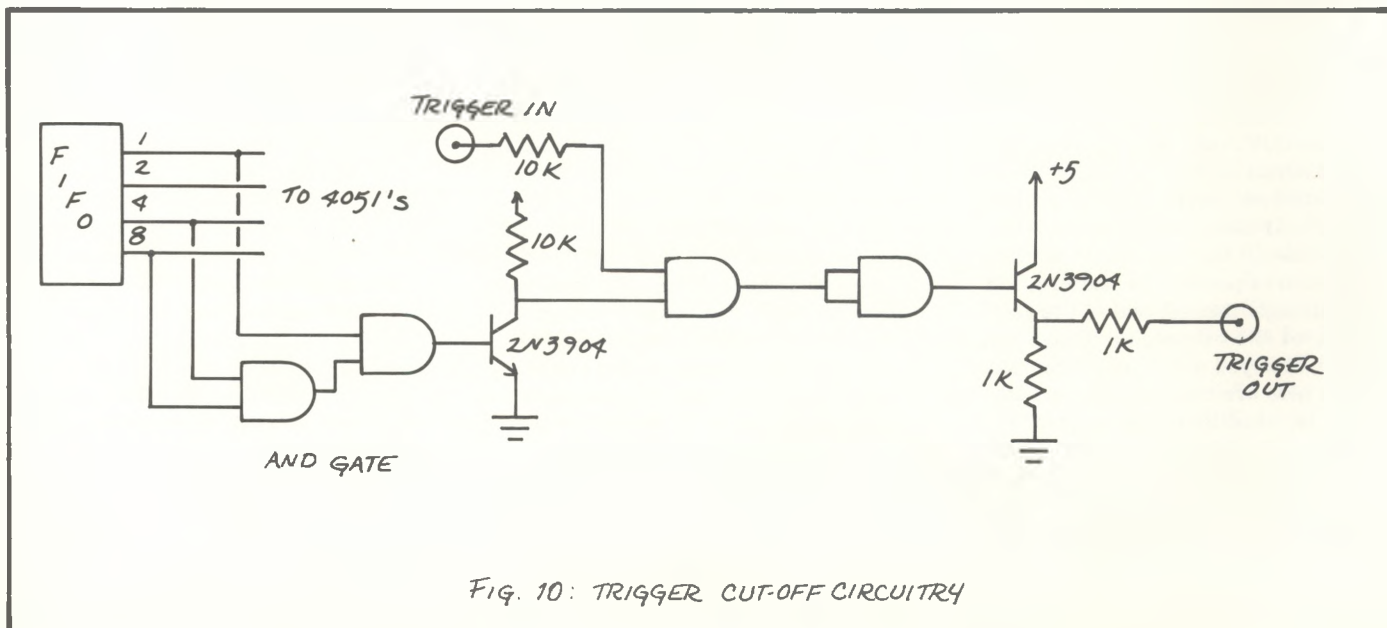 TRIGGER IN
10K
FIFO
1
2
4
8
TO 4051's
10K
2N3904
AND GATE
+5
2N3904
1K
1K
TRIGGER
OUT
FIG. 10: TRIGGER CUT-OFF CIRCUITRY